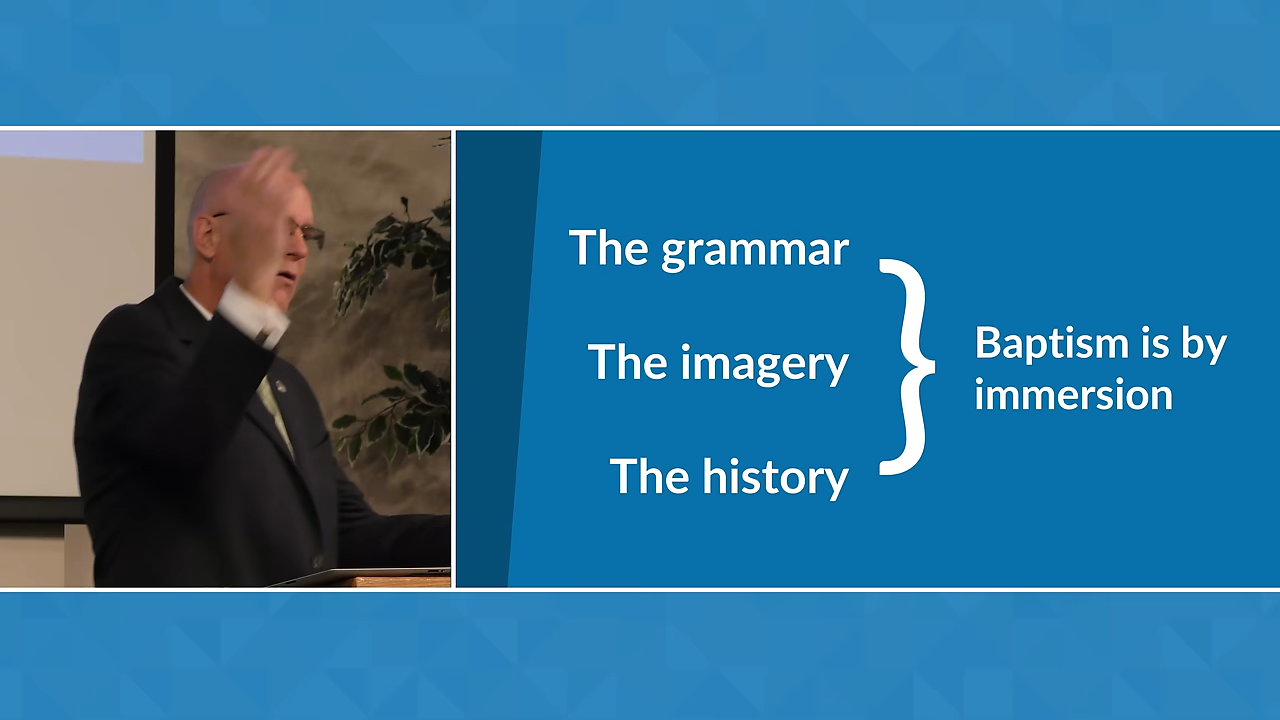 The grammar
The imagery
The history
}
Baptism is by
immersion